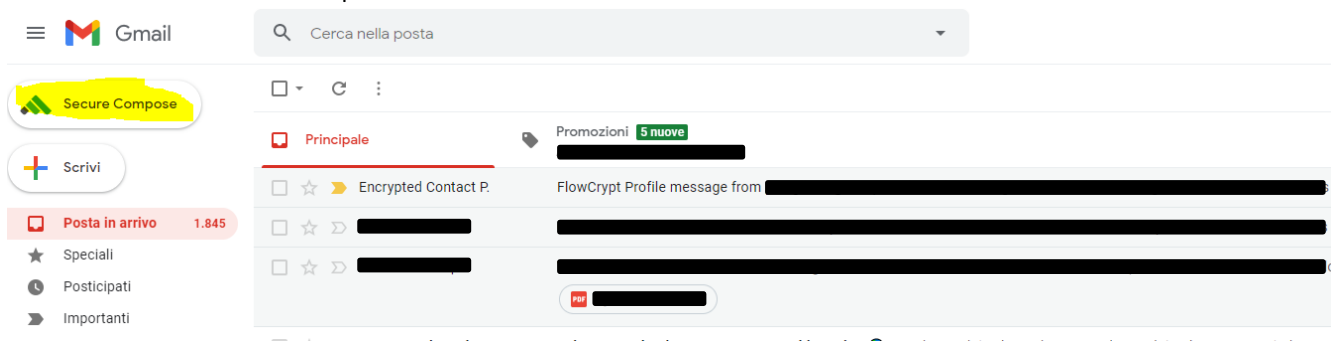 Gmail
Cerca nella posta
Secure Compose
Principale
Promozioni 5 nuove
Scrivi
Encrypted Contact P. FlowCrypt Profile message from
Posta in arrivo 1.845
Speciali
Posticipati
PDF
Importanti